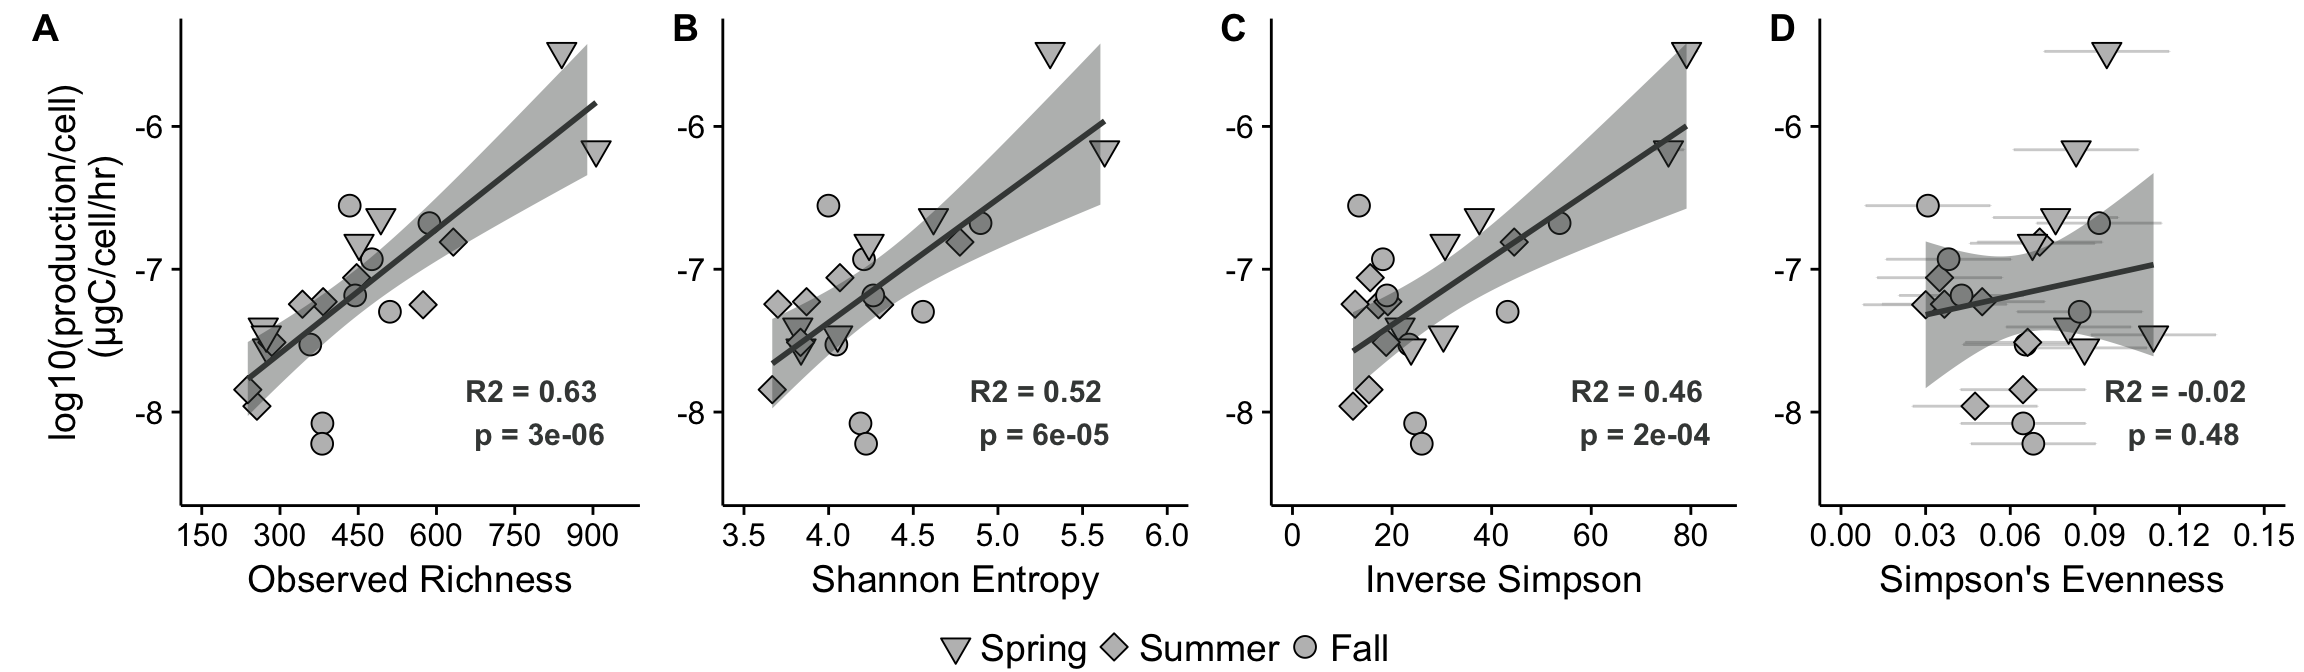 A
B
C
D
log10(production/cell)
(µgC/cell/hr)
-6
-7
-8
R2 = 0.63
p = 3e-06
150 300 450 600 750 900
Observed Richness
-6
-7
-8
R2 = 0.52
p = 6e-05
3.5 4.0 4.5 5.0 5.5 6.0
Shannon Entropy
-6
-7
-8
R2 = 0.46
p = 2e-04
0 20 40 60 80
Inverse Simpson
-6
-7
-8
R2 = -0.02
p = 0.48
0.00 0.03 0.06 0.09 0.12 0.15
Simpson's Evenness
Spring Summer Fall